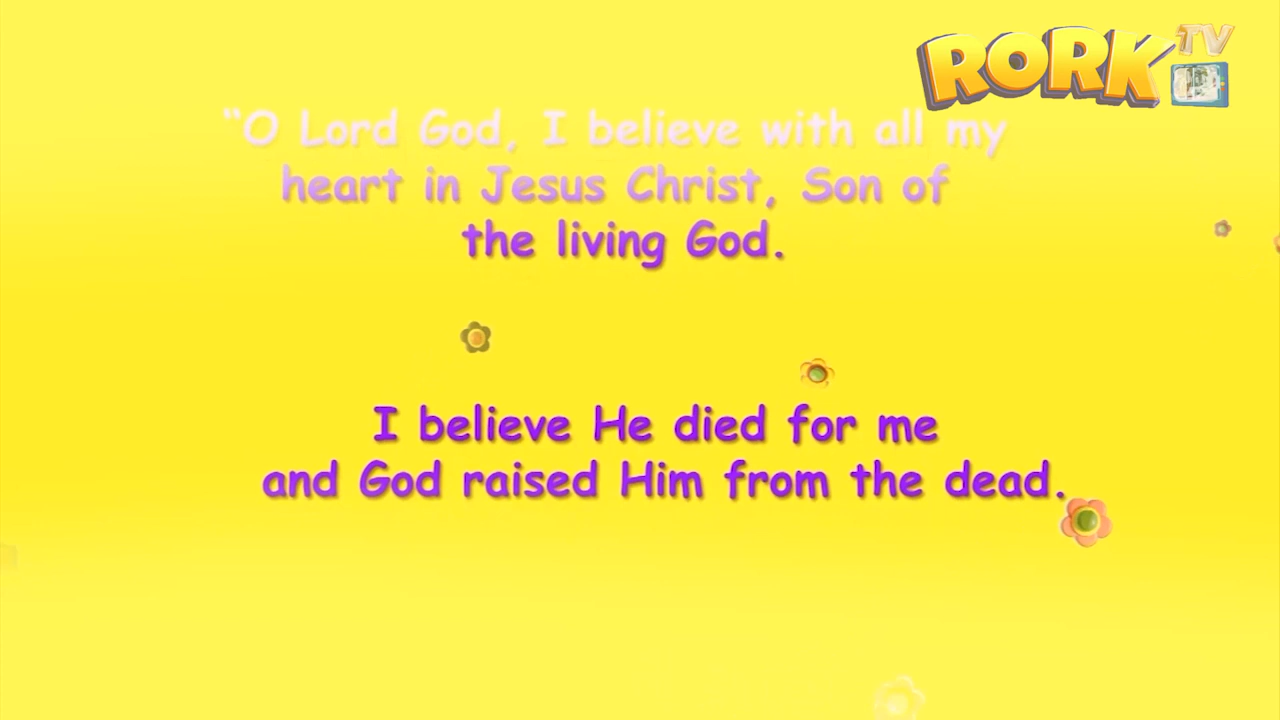 RORK TV
“O Lord God, I believe with all my
heart in Jesus Christ, Son of
the living God.
I believe He died for me
and God raised Him from the dead.